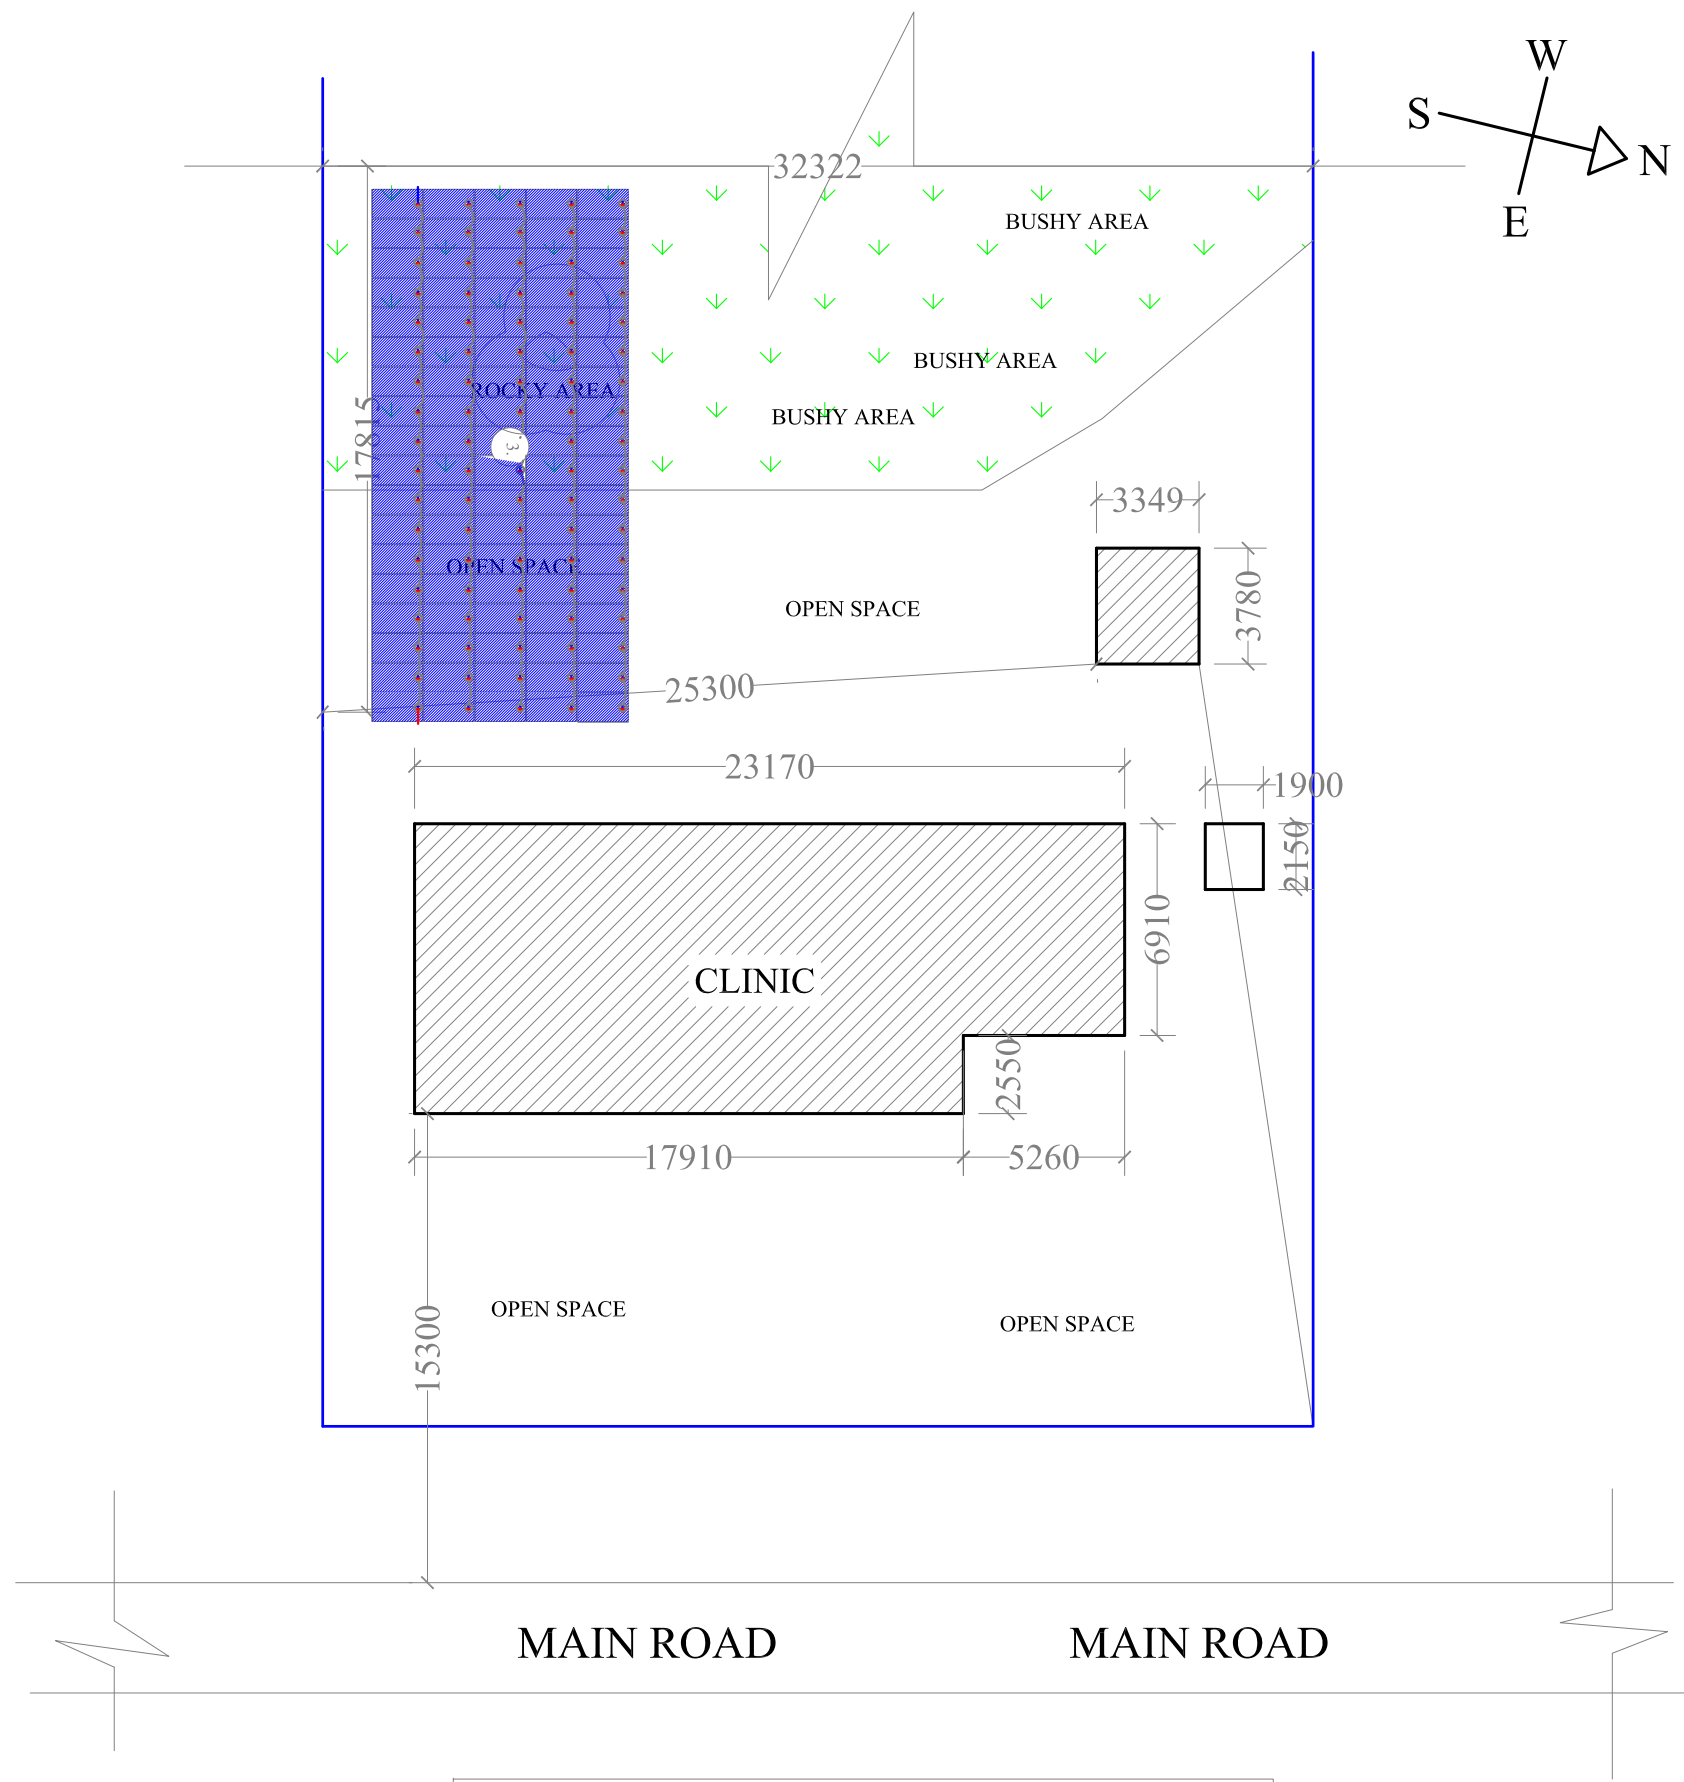 W
S
N
E
32322
BUSHY AREA
BUSHY AREA
ROCKY AREA
BUSHY AREA
17815
3.
3349
OPEN SPACE
3780
OPEN SPACE
25300
23170
1900
2150
6910
CLINIC
2550
17910
5260
OPEN SPACE
OPEN SPACE
15300
MAIN ROAD
MAIN ROAD